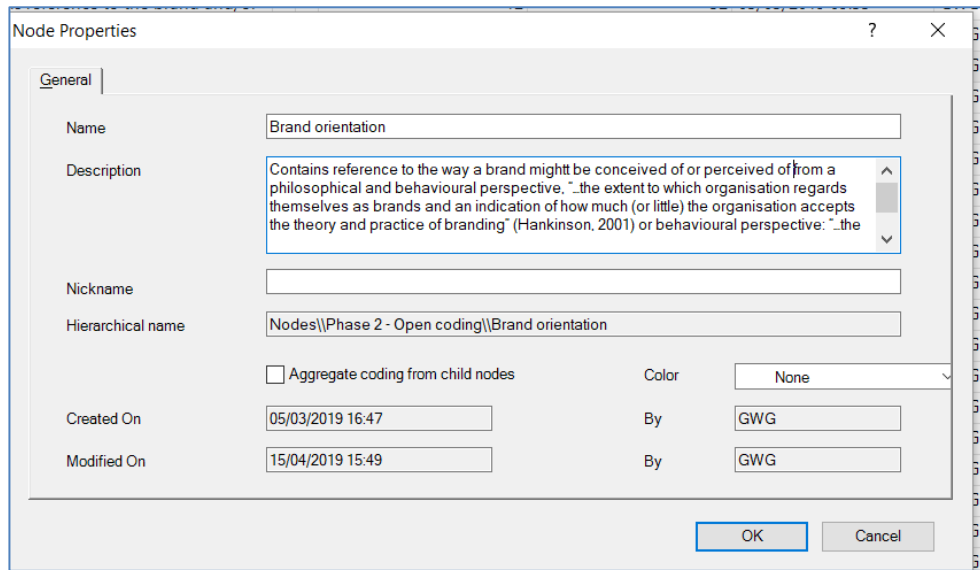 Node Properties
?
General
Name
Brand orientation
Description
Contains reference to the way a brand mightt be conceived of or perceived of from a
philosophical and behavioural perspective, "...the extent to which organisation regards
themselves as brands and an indication of how much (or little) the organisation accepts
the theory and practice of branding" (Hankinson, 2001) or behavioural perspective: "...the
Nickname
Hierarchical name
Nodes\\Phase 2 - Open coding\\Brand orientation
Aggregate coding from child nodes
Color
None
Created On
05/03/2019 16:47
By
GWG
Modified On
15/04/2019 15:49
By
GWG
OK
Cancel